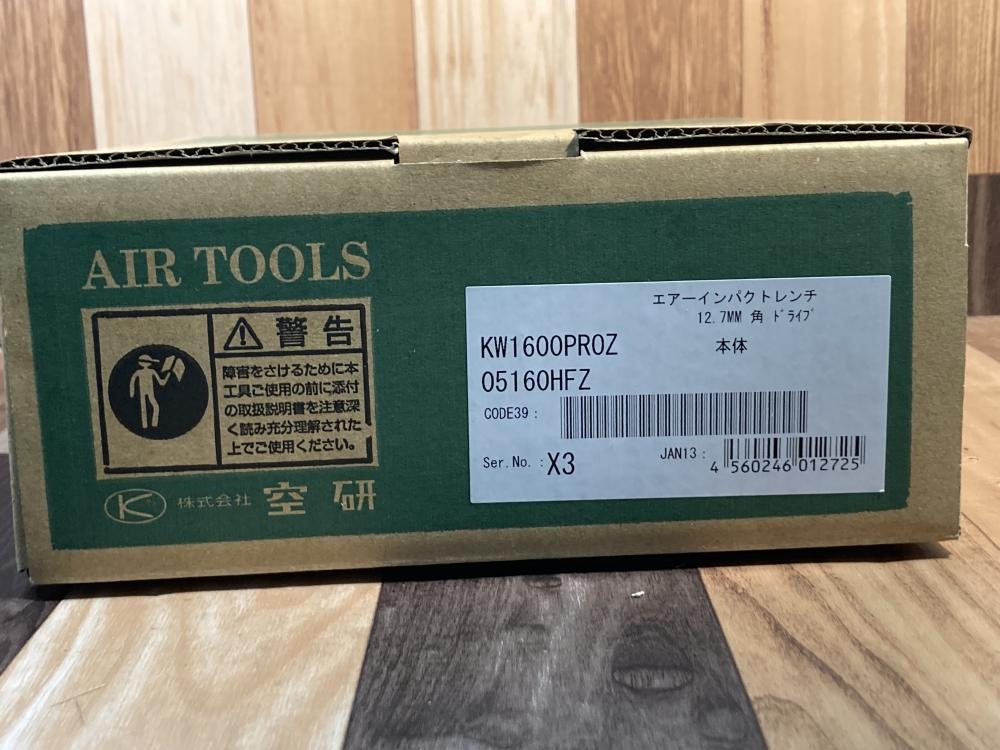 AIR TOOLS
警告
障害をさけるために本
工具ご使用の前に添付
の取扱説明書を注意深
く読み充分理解された
上でご使用ください。
K 株式会社 空研
エアーインパクトレンチ
12.7MM 角 ドライブ
KW1600PROZ 本体
05160HFZ
CODE39 :
Ser.No. : X3
JAN13 : 4 560246 012725